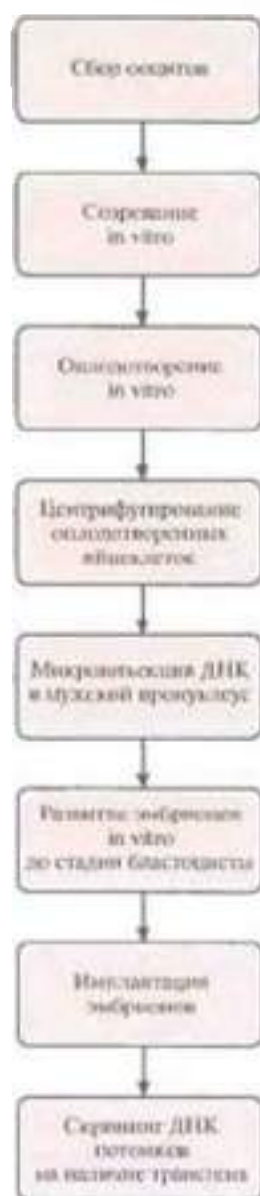 Сбор ооцитов
Созревание
in vitro
Оплодотворение
in vitro
Центрифугирование
оплодотворенных
яйцеклеток
Микроинъекция ДНК
в мужской пронуклеус
Развитие эмбрионов
in vitro
до стадии бластоцисты
Имплантация
эмбрионов
Скрининг ДНК
потомков
на наличие трансгена